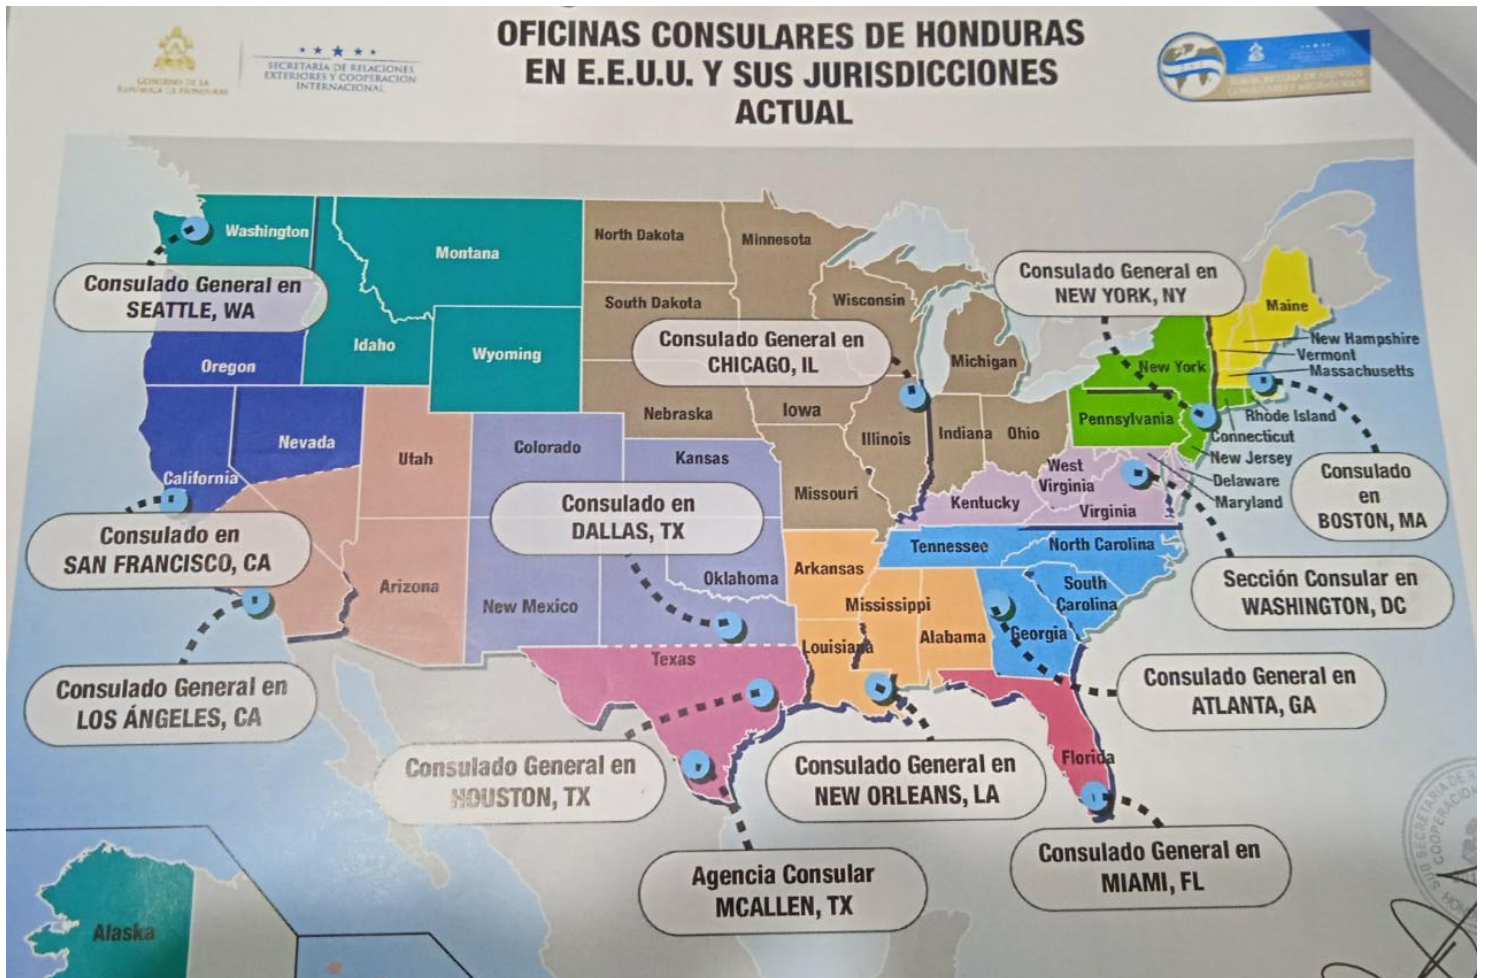 OFICINAS CONSULARES DE HONDURAS
EN E.E.U.U. Y SUS JURISDICCIONES
ACTUAL
GOBIERNO DE LA
REPÚBLICA DE HONDURAS
SECRETARÍA DE RELACIONES
EXTERIORES Y COOPERACIÓN
INTERNACIONAL
Washington
Montana
North Dakota
Minnesota
Consulado General en
SEATTLE, WA
Consulado General en
NEW YORK, NY
South Dakota
Wisconsin
Maine
Idaho
Wyoming
Consulado General en
CHICAGO, IL
Michigan
New Hampshire
Vermont
Massachusetts
Oregon
New York
Nebraska
Iowa
Pennsylvania
Rhode Island
Nevada
Utah
Colorado
Kansas
Illinois
Indiana
Ohio
Connecticut
New Jersey
California
Missouri
West
Virginia
Delaware
Maryland
Kentucky
Virginia
Consulado
en
BOSTON, MA
Consulado en
SAN FRANCISCO, CA
Consulado en
DALLAS, TX
Tennessee
North Carolina
Arizona
New Mexico
Oklahoma
Arkansas
Mississippi
Alabama
South
Carolina
Georgia
Sección Consular en
WASHINGTON, DC
Texas
Louisiana
Consulado General en
LOS ÁNGELES, CA
Consulado General en
ATLANTA, GA
Consulado General en
HOUSTON, TX
Consulado General en
NEW ORLEANS, LA
Florida
Agencia Consular
MCALLEN, TX
Consulado General en
MIAMI, FL
Alaska